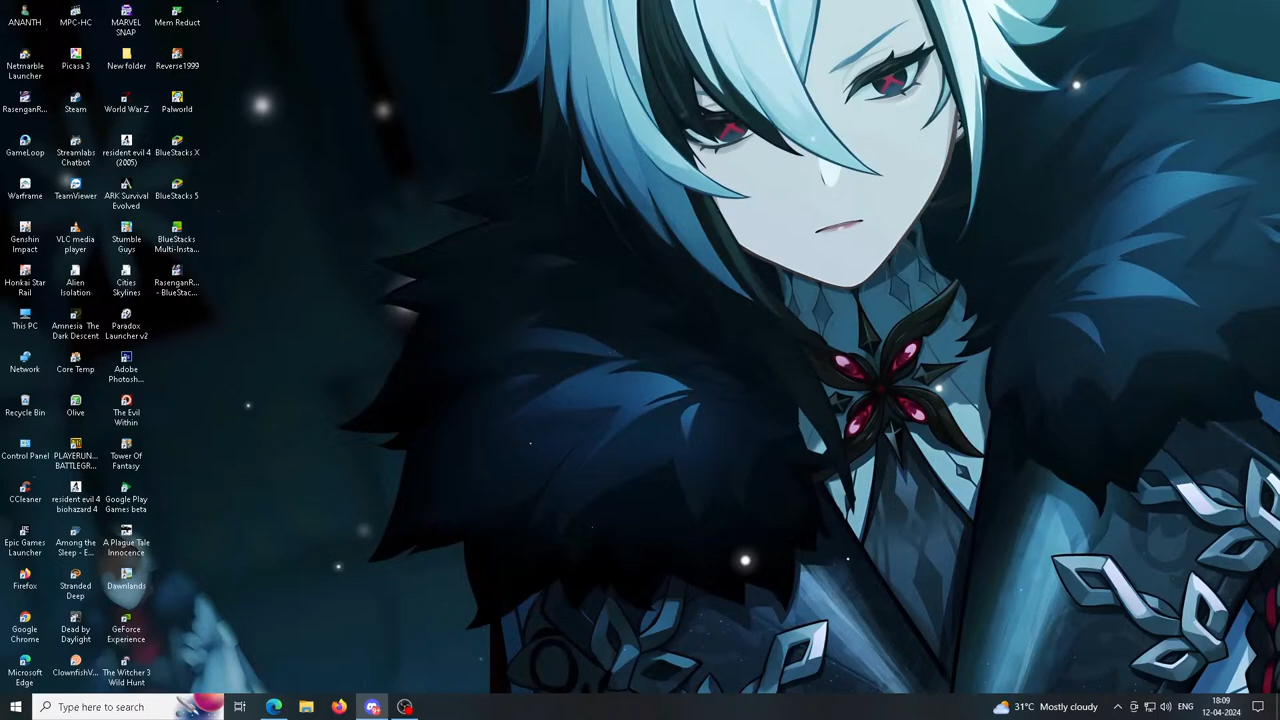 ANANTH
MPC-HC
MARVEL
SNAP
Mem Reduct
Netmarble
Launcher
Picasa 3
New folder
Reverse1999
RasenganR...
Steam
World War Z
Palworld
GameLoop
Streamlabs
Chatbot
resident evil 4
(2005)
BlueStacks X
Warframe
TeamViewer
ARK Survival
Evolved
BlueStacks 5
Genshin
Impact
VLC media
player
Stumble
Guys
BlueStacks
Multi-Insta...
Honkai Star
Rail
Alien
Isolation
Cities
Skylines
RasenganR...
- BlueStac...
This PC
Amnesia The
Dark Descent
Paradox
Launcher v2
Network
Core Temp
Adobe
Photosh...
Recycle Bin
Olive
The Evil
Within
Control Panel
PLAYERUN...
BATTLEGR...
Tower Of
Fantasy
CCleaner
resident evil 4
biohazard 4
Google Play
Games beta
Epic Games
Launcher
Among the
Sleep - E...
A Plague Tale
Innocence
Firefox
Stranded
Deep
Dawnlands
Google
Chrome
Dead by
Daylight
GeForce
Experience
Microsoft
Edge
ClownfishV...
The Witcher 3
Wild Hunt
Type here to search
31°C Mostly cloudy
ENG
18:09
12-04-2024